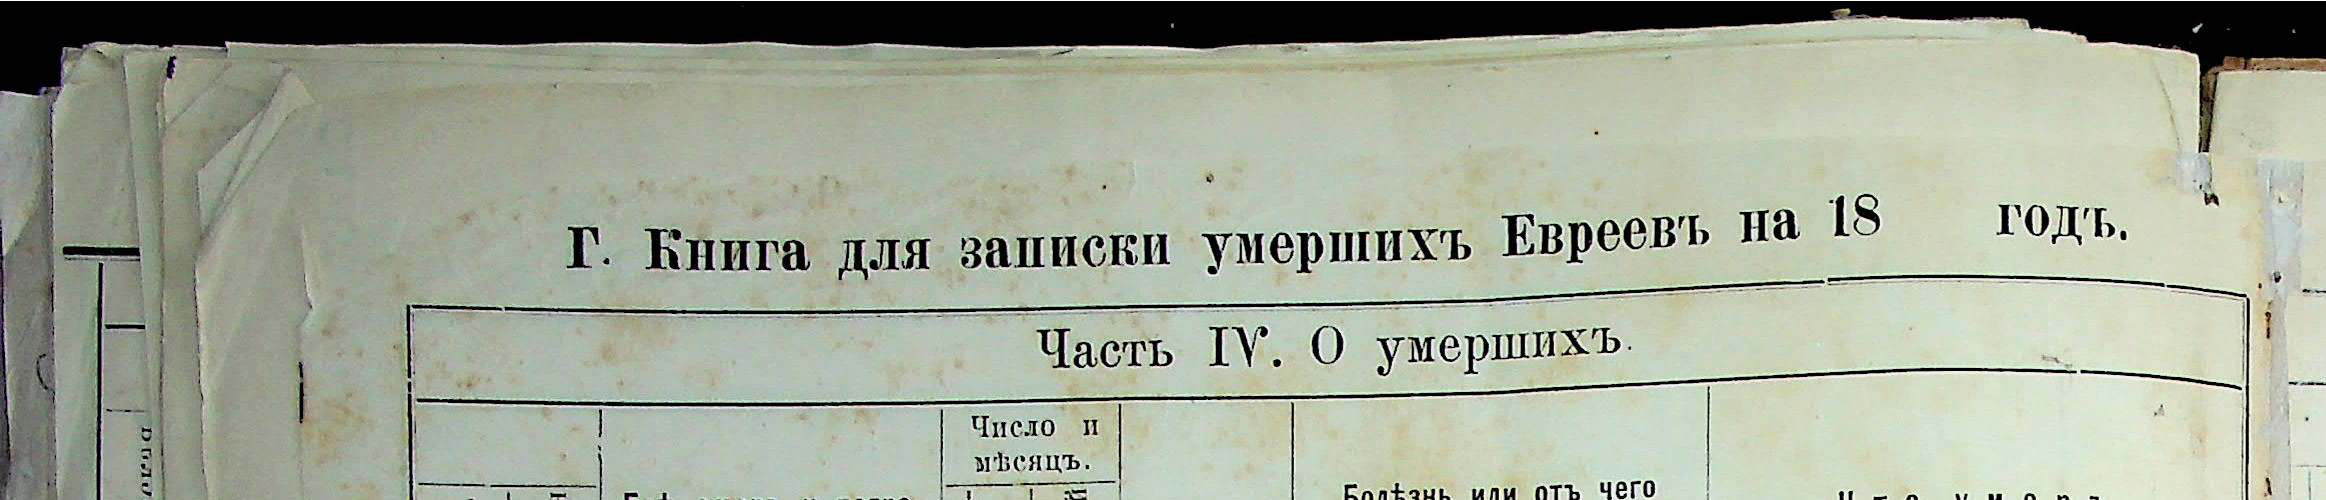 Г. Книга для записки умершихъ Евреевъ на 18 годъ.
Часть IV. О умершихъ.
Число и
мѣсяцъ.
Болѣзнь или отъ чего